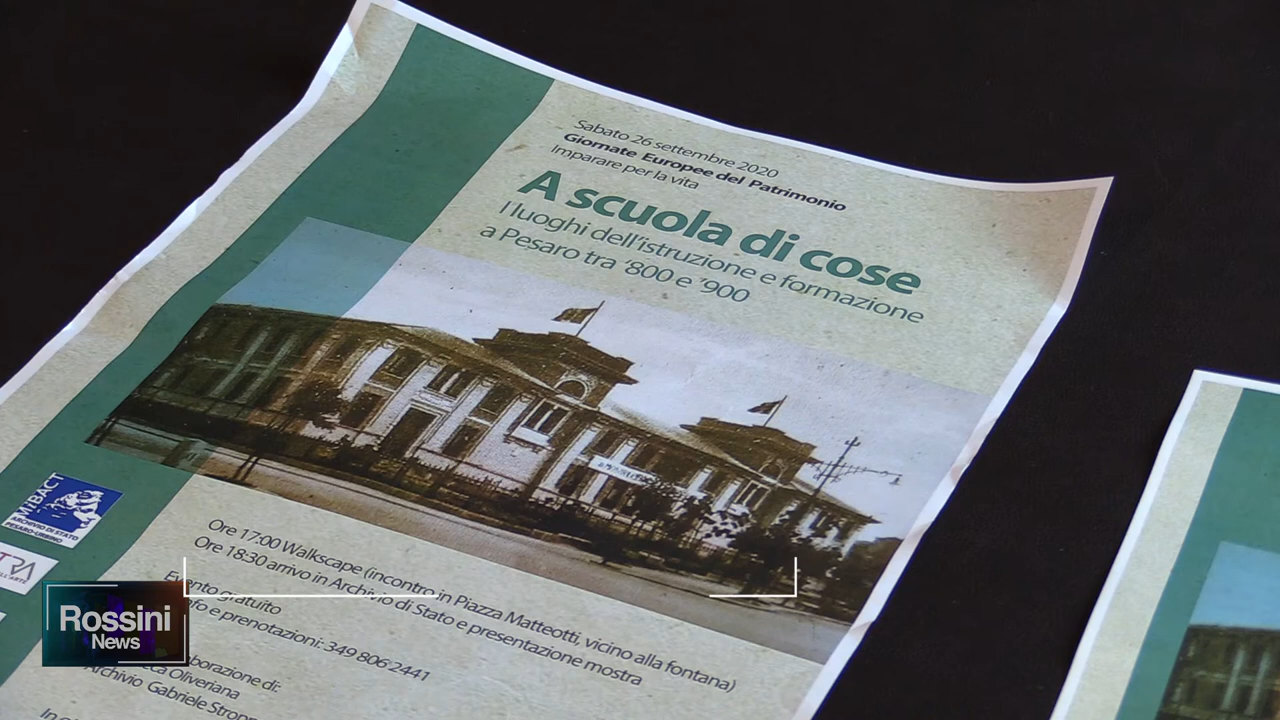 Sabato 26 settembre 2020
Giornate Europee del Patrimonio
Imparare per la vita
A scuola di cose
I luoghi dell'istruzione e formazione
a Pesaro tra '800 e '900
MiBACT
ARCHIVIO DI STATO
PESARO-URBINO
Ore 17:00 Walkscape (incontro in Piazza Matteotti, vicino alla fontana)
Ore 18:30 arrivo in Archivio di Stato e presentazione mostra
Evento gratuito
e prenotazioni: 349 806 2441
di:
Oliveriana
Archivio Gabriele
Rossini
News